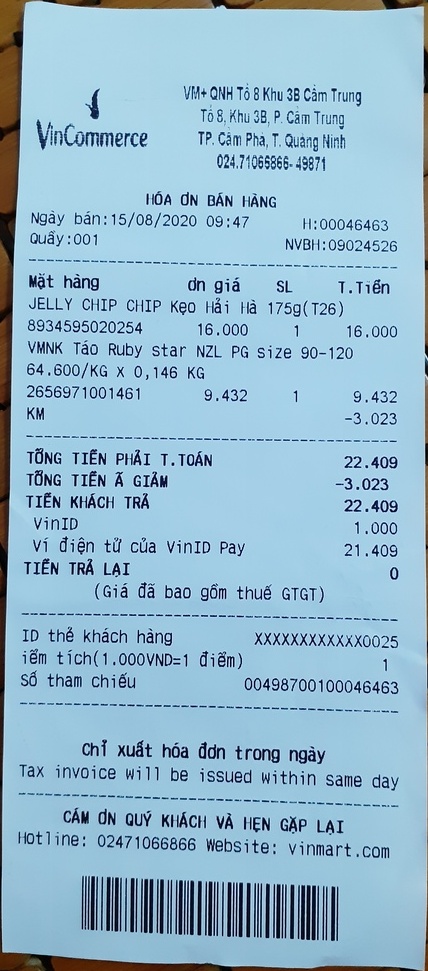 VinCommerce
VM+ QNH Tổ 8 Khu 3B Cẩm Trung
Tổ 8, Khu 3B, P. Cẩm Trung
TP. Cẩm Phả, T. Quảng Ninh
024.71066866- 49871
HÓA ƠN BÁN HÀNG
Ngày bán:15/08/2020 09:47 H:00046463
Quầy:001 NVBH:09024526
Mặt hàng ơn giá SL T.Tiền
JELLY CHIP CHIP Kẹo Hải Hà 175g(T26)
8934595020254 16.000 1 16.000
VMNK Táo Ruby star NZL PG size 90-120
64.600/KG X 0,146 KG
2656971001461 9.432 1 9.432
KM -3.023
TỔNG TIỀN PHẢI T.TOÁN 22.409
TỔNG TIỀN Ã GIẢM -3.023
TIỀN KHÁCH TRẢ 22.409
VinID 1.000
Ví điện tử của VinID Pay 21.409
TIỀN TRẢ LẠI 0
(Giá đã bao gồm thuế GTGT)
ID thẻ khách hàng XXXXXXXXXXXX0025
iểm tích(1.000VND=1 điểm) 1
Số tham chiếu 00498700100046463
Chỉ xuất hóa đơn trong ngày
Tax invoice will be issued within same day
CÁM ƠN QUÝ KHÁCH VÀ HẸN GẶP LẠI
Hotline: 02471066866 Website: vinmart.com